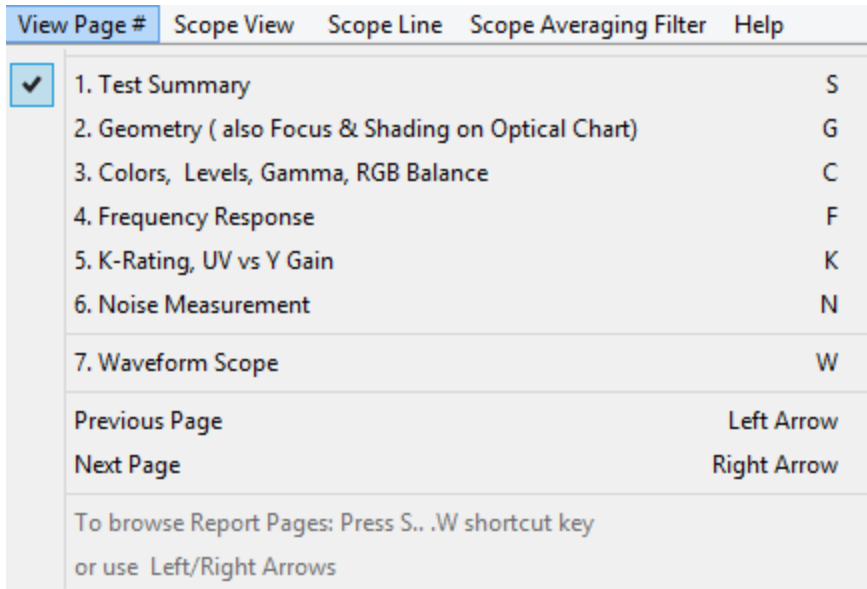 View Page # Scope View Scope Line Scope Averaging Filter Help
1. Test Summary S
2. Geometry ( also Focus & Shading on Optical Chart) G
3. Colors,  Levels, Gamma, RGB Balance C
4. Frequency Response F
5. K-Rating, UV vs Y Gain K
6. Noise Measurement N
7. Waveform Scope W
Previous Page Left Arrow
Next Page Right Arrow
To browse Report Pages: Press S.. .W shortcut key
or use  Left/Right Arrows